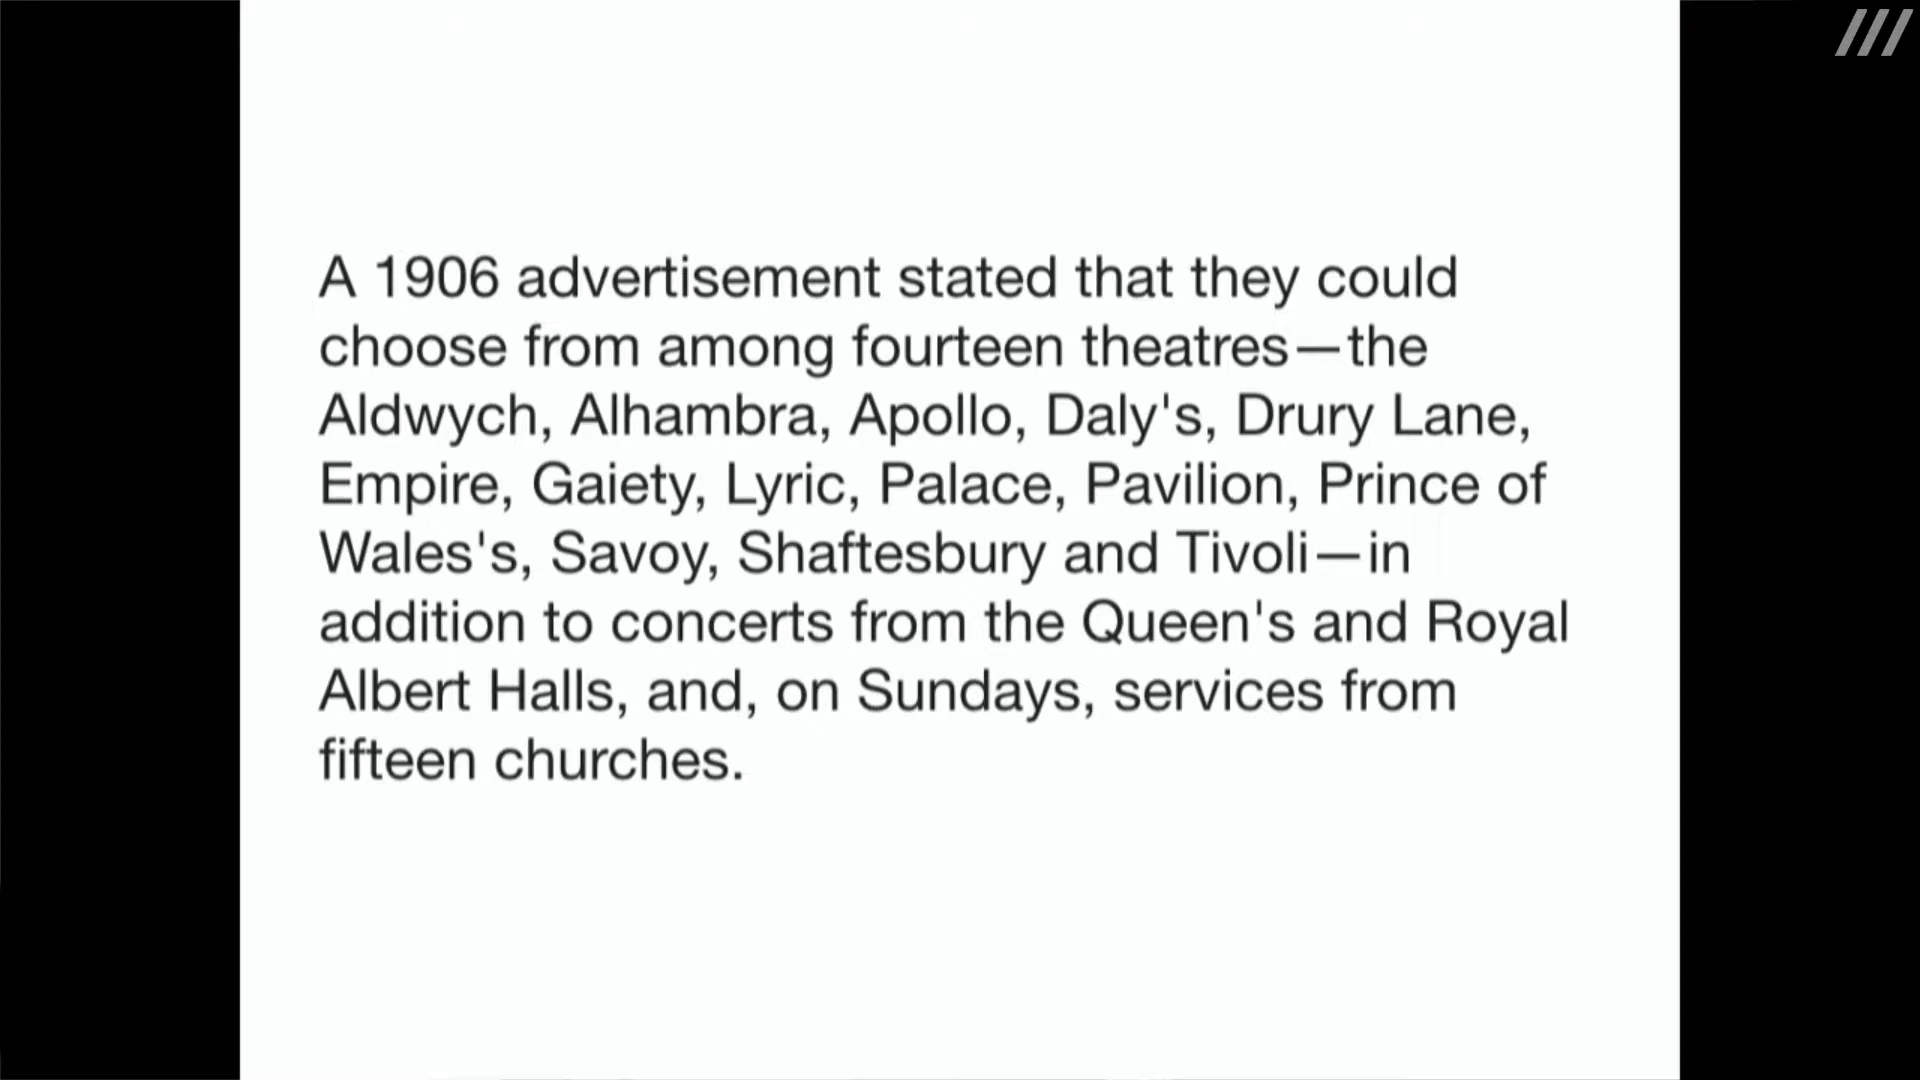 A 1906 advertisement stated that they could
choose from among fourteen theatres—the
Aldwych, Alhambra, Apollo, Daly's, Drury Lane,
Empire, Gaiety, Lyric, Palace, Pavilion, Prince of
Wales's, Savoy, Shaftesbury and Tivoli—in
addition to concerts from the Queen's and Royal
Albert Halls, and, on Sundays, services from
fifteen churches.